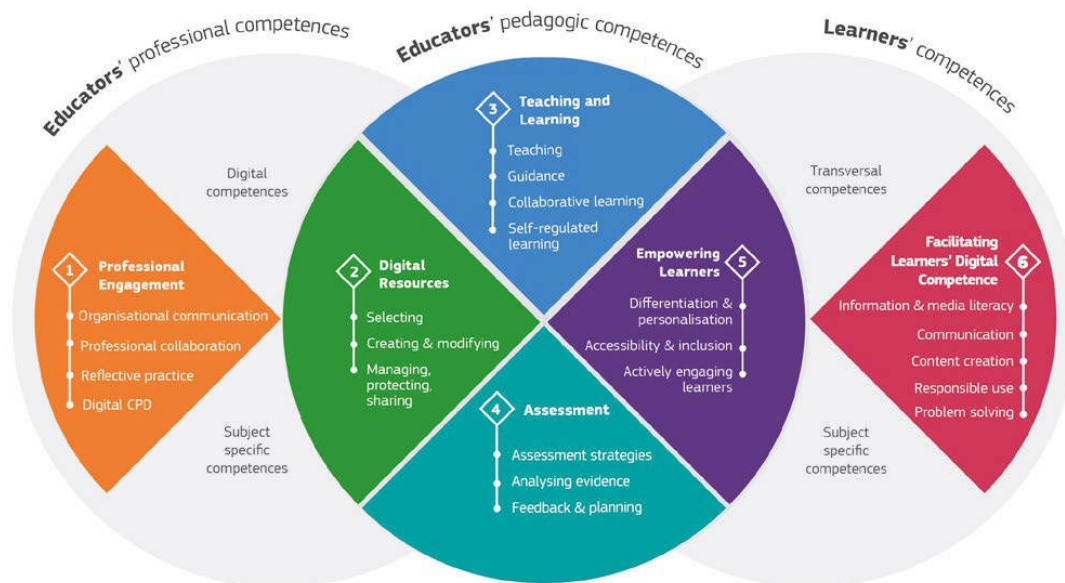 Educators' professional competences
Educators' pedagogic competences
Learners' competences
Digital
competences
Subject
specific
competences
1
Professional
Engagement
Organisational communication
Professional collaboration
Reflective practice
Digital CPD
2
Digital
Resources
Selecting
Creating & modifying
Managing,
protecting,
sharing
3
Teaching and
Learning
Teaching
Guidance
Collaborative learning
Self-regulated
learning
4
Assessment
Assessment strategies
Analysing evidence
Feedback & planning
5
Empowering
Learners
Differentiation &
personalisation
Accessibility & inclusion
Actively engaging
learners
Transversal
competences
Subject
specific
competences
6
Facilitating
Learners' Digital
Competence
Information & media literacy
Communication
Content creation
Responsible use
Problem solving